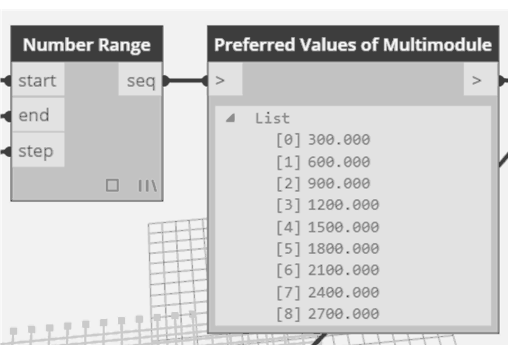 Number Range
start
seq
end
step
Preferred Values of Multimodule
>
>
List
[0] 300.000
[1] 600.000
[2] 900.000
[3] 1200.000
[4] 1500.000
[5] 1800.000
[6] 2100.000
[7] 2400.000
[8] 2700.000